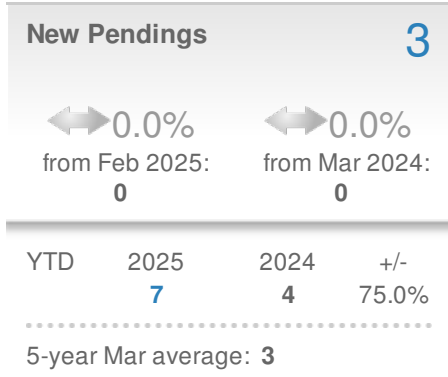 New Pendings 3
0.0% 0.0%
from Feb 2025: from Mar 2024:
0 0
YTD 2025 2024 +/-
7 4 75.0%
5-year Mar average: 3